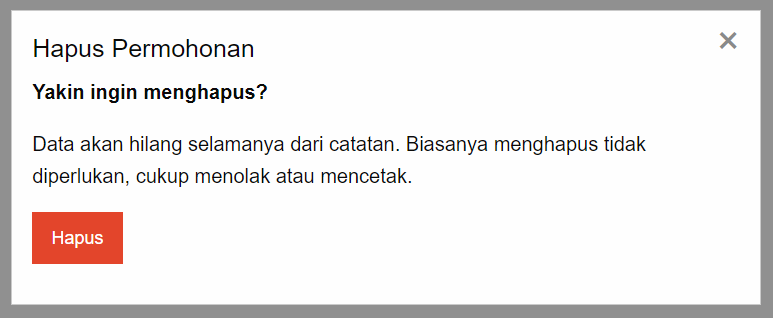 Hapus Permohonan
×
Yakin ingin menghapus?
Data akan hilang selamanya dari catatan. Biasanya menghapus tidak
diperlukan, cukup menolak atau mencetak.
Hapus